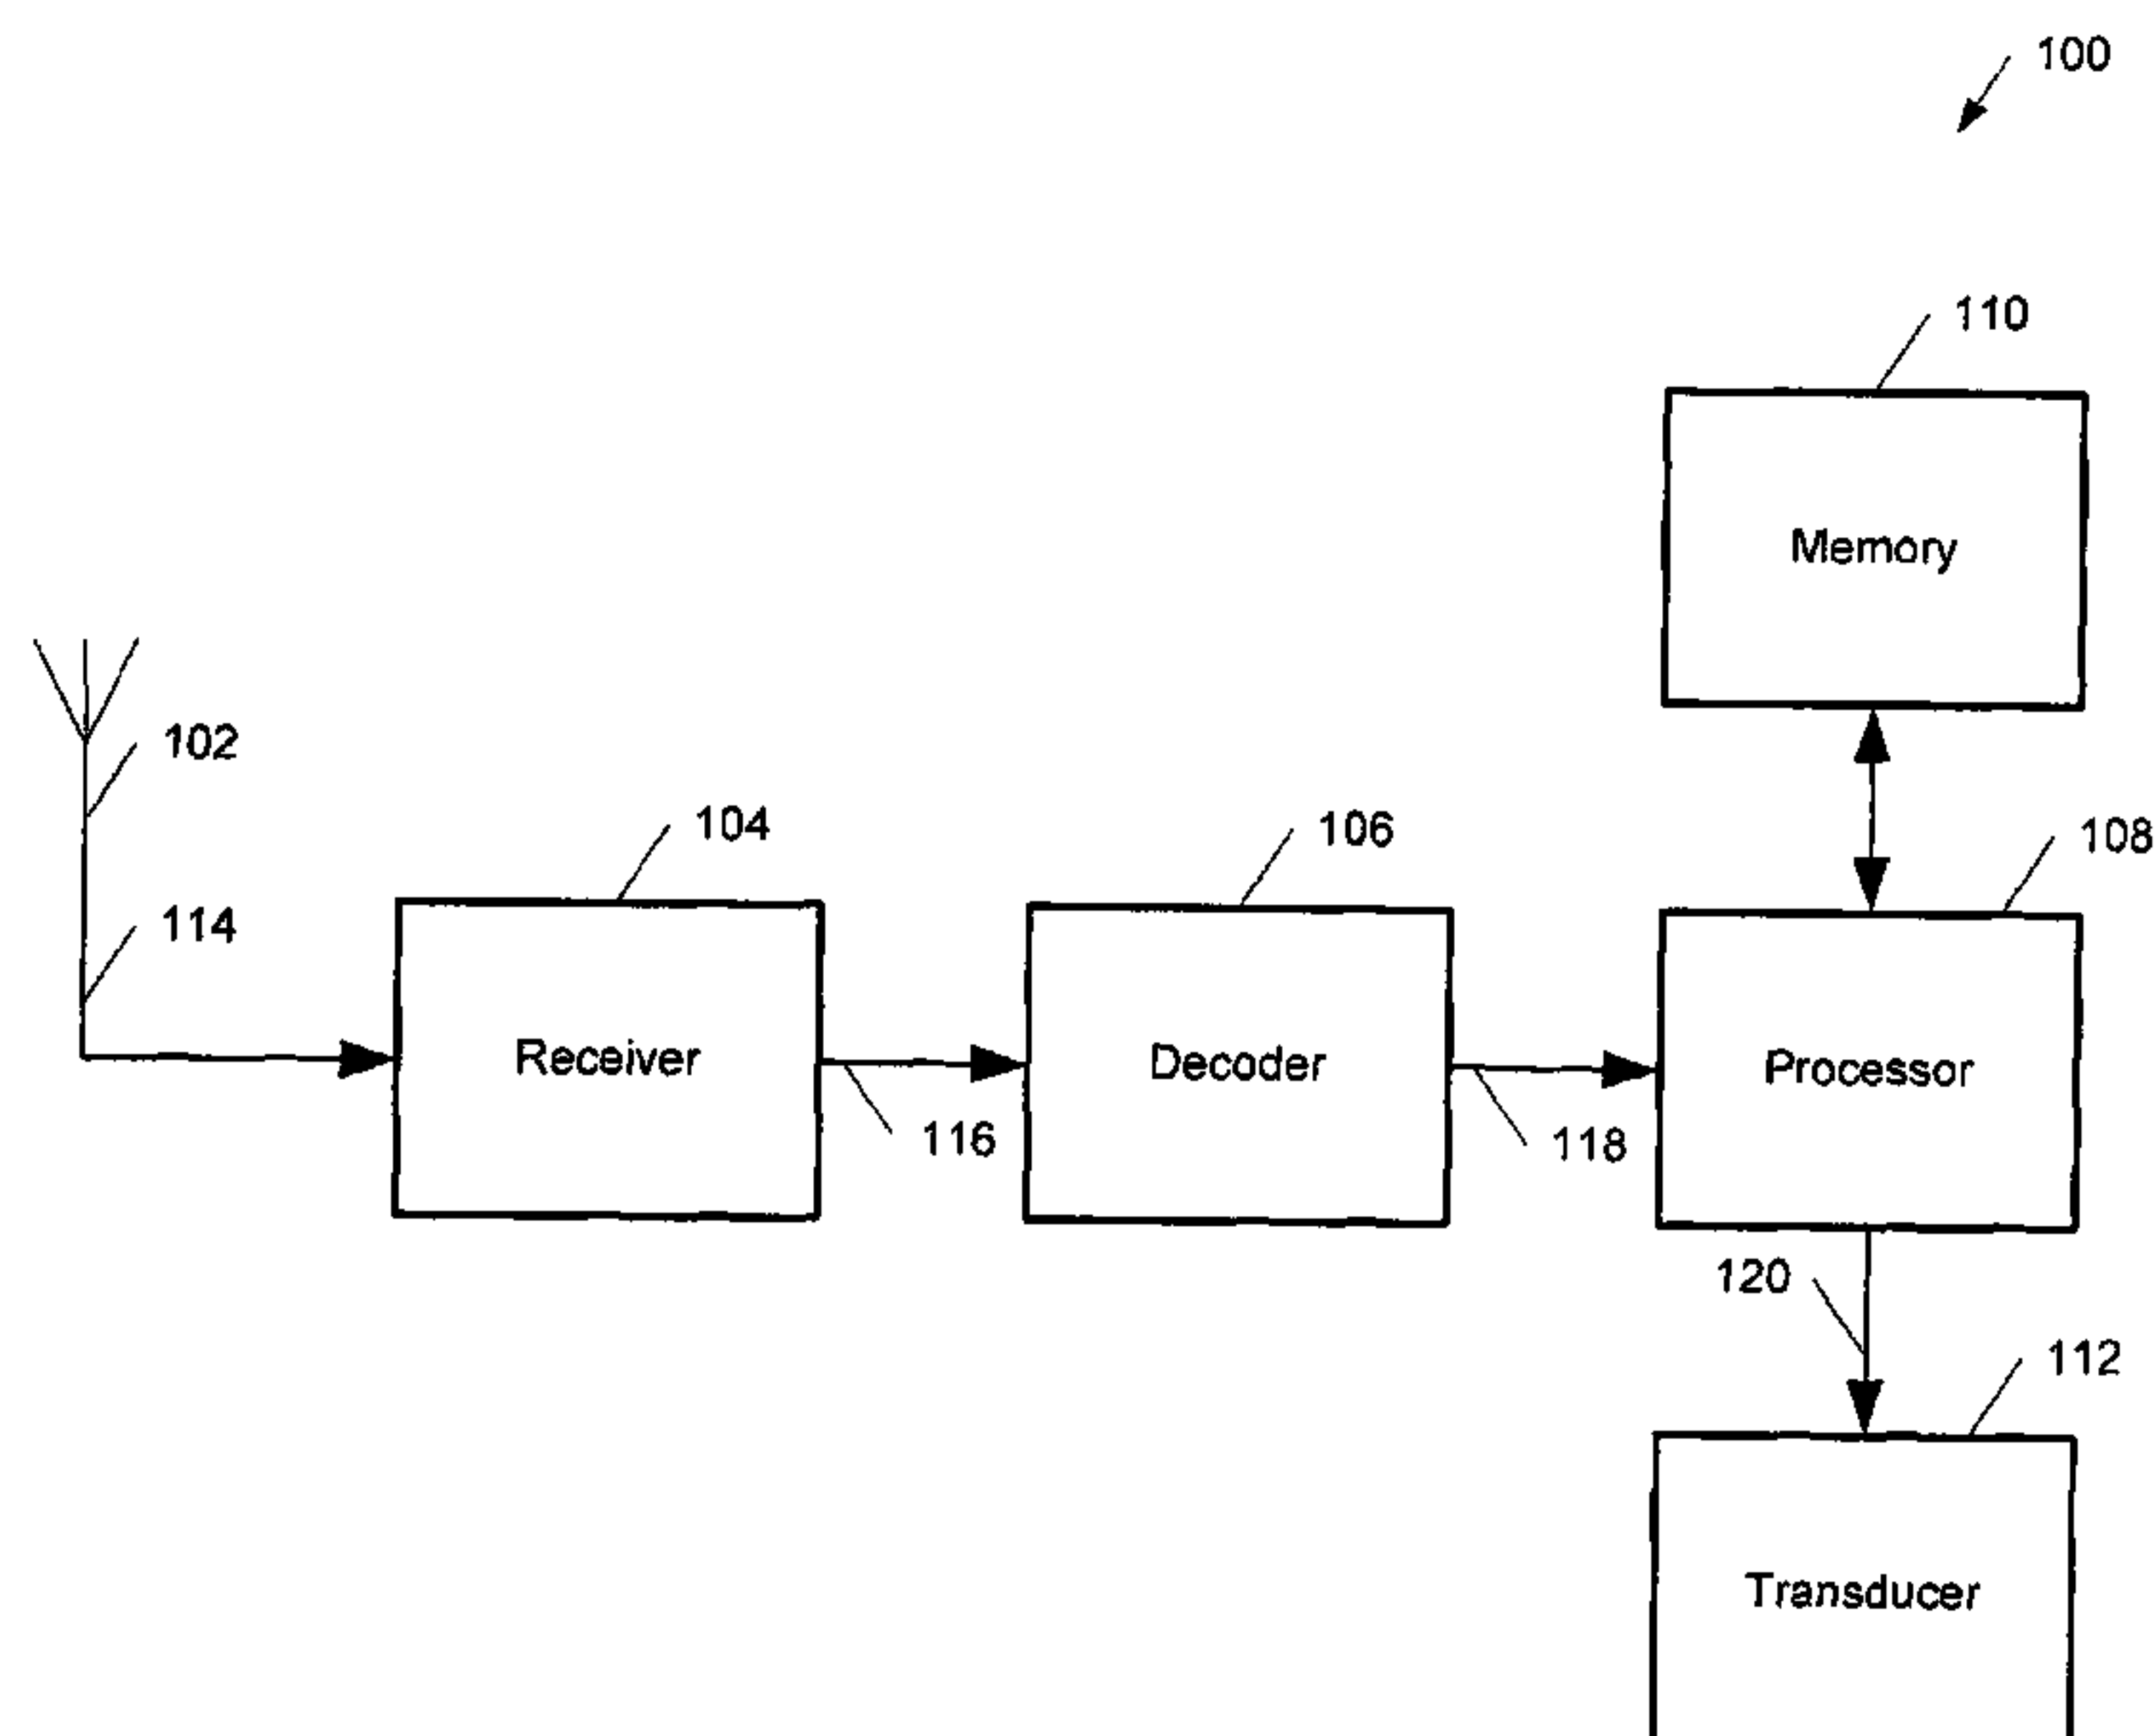 100
110
Memory
102
104
106
108
114
Receiver
Decoder
Processor
116
118
120
112
Transducer